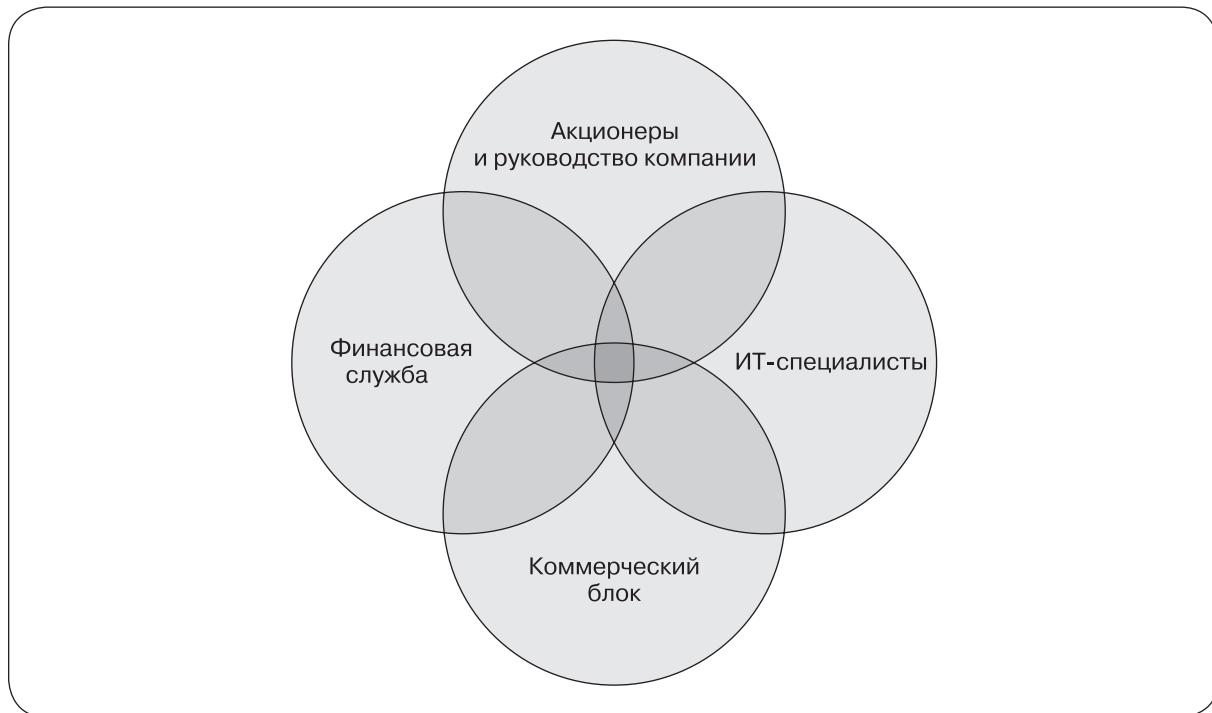 Акционеры
и руководство компании
Финансовая
служба
ИТ-специалисты
Коммерческий
блок